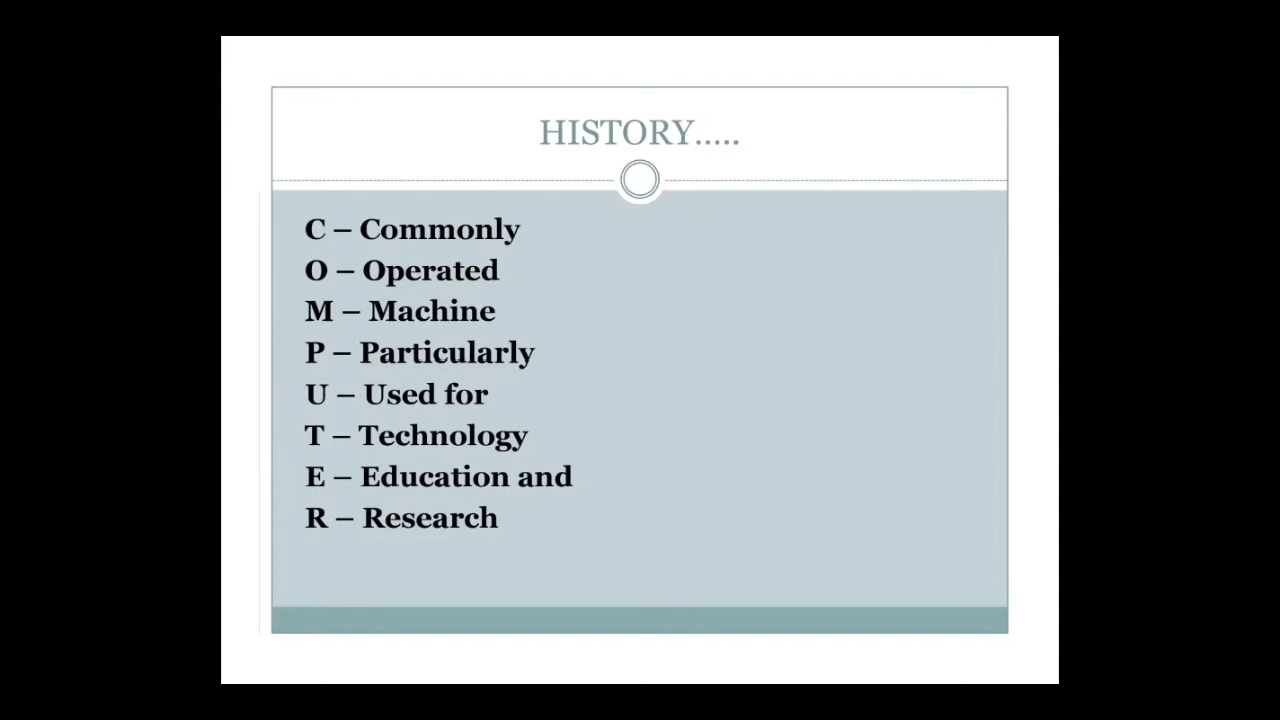 HISTORY.....
C – Commonly
O – Operated
M – Machine
P – Particularly
U – Used for
T – Technology
E – Education and
R – Research